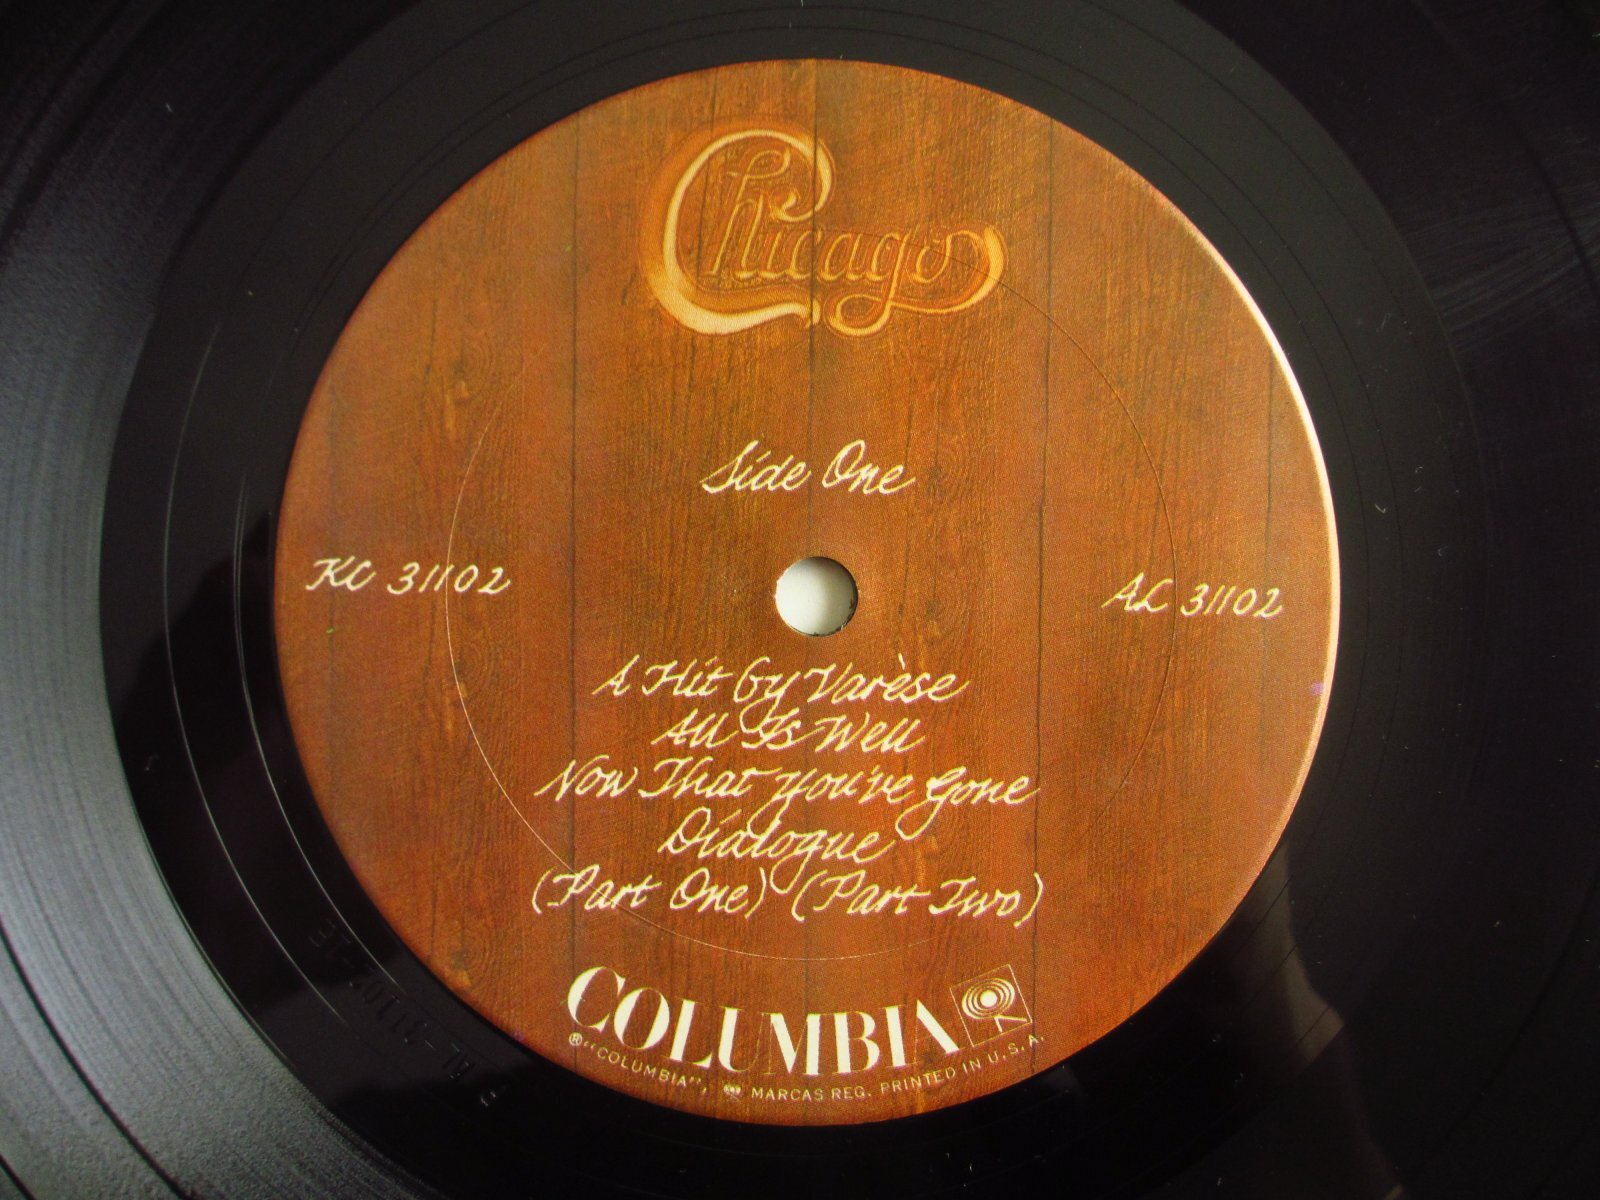 Chicago
Side One
KC 31102
AL 31102
A Hit by Varèse
All Is Well
Now That You've Gone
Dialogue
(Part One) (Part Two)
COLUMBIA
®"COLUMBIA", MARCAS REG. PRINTED IN U.S.A.